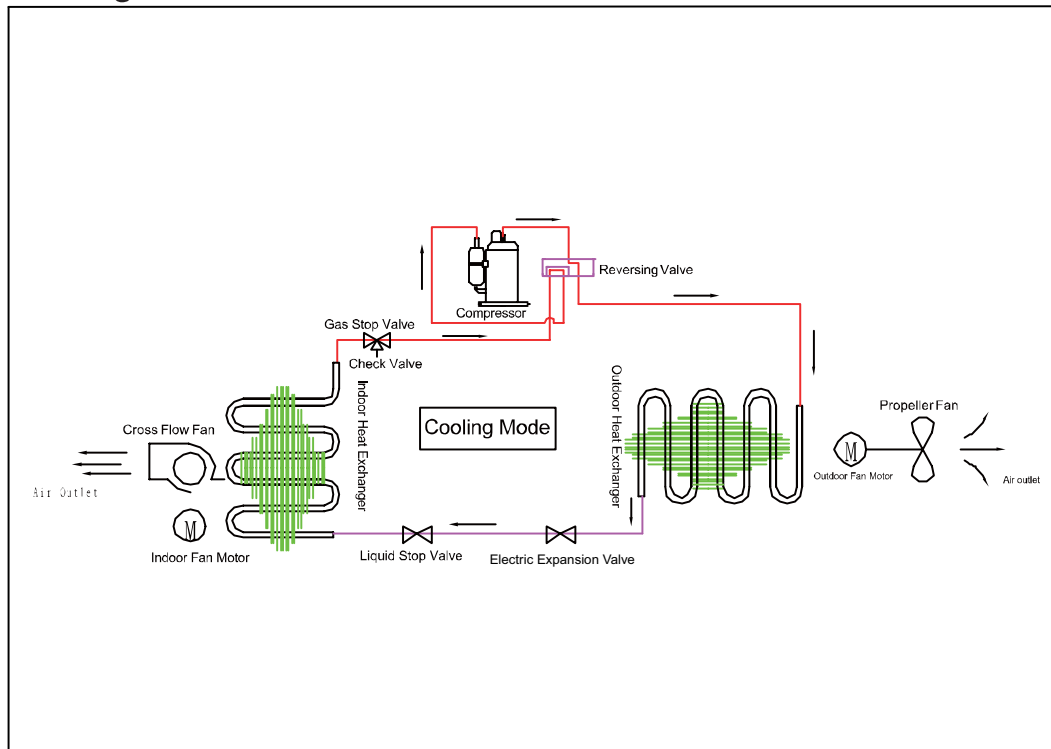 Reversing Valve
Compressor
Gas Stop Valve
Check Valve
Indoor Heat Exchanger
Outdoor Heat Exchanger
Cooling Mode
Cross Flow Fan
Air Outlet
M
Indoor Fan Motor
Liquid Stop Valve
Electric Expansion Valve
Propeller Fan
M
Outdoor Fan Motor
Air outlet